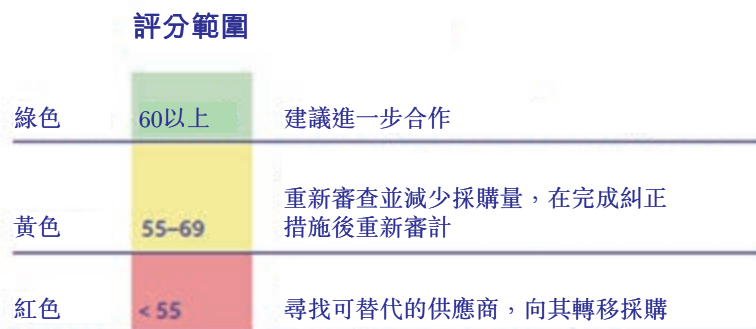 評分範圍
綠色 60以上 建議進一步合作
黃色 55–69 重新審查並減少採購量，在完成糾正
措施後重新審計
紅色 < 55 尋找可替代的供應商，向其轉移採購